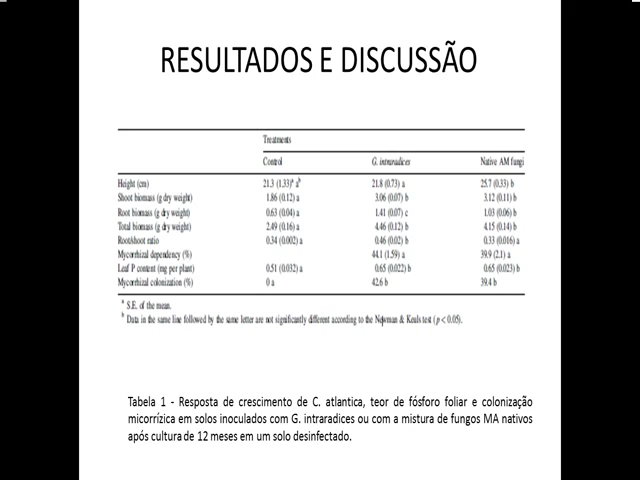 RESULTADOS E DISCUSSÃO
Treatments
Control G. intraradices Native AM fungi
Height (cm) 21.3 (1.33)ª aᵇ 21.8 (0.73) a 25.7 (0.33) b
Shoot biomass (g dry weight) 1.86 (0.12) a 3.06 (0.07) b 3.12 (0.11) b
Root biomass (g dry weight) 0.63 (0.04) a 1.41 (0.07) c 1.03 (0.06) b
Total biomass (g dry weight) 2.49 (0.16) a 4.46 (0.12) b 4.15 (0.14) b
Root/shoot ratio 0.34 (0.002) a 0.46 (0.02) b 0.33 (0.016) a
Mycorrhizal dependency (%) 44.1 (1.59) a 39.9 (2.1) a
Leaf P content (mg per plant) 0.51 (0.032) a 0.65 (0.022) b 0.65 (0.023) b
Mycorrhizal colonization (%) 0 a 42.6 b 39.4 b
ª S.E. of the mean.
ᵇ Data in the same line followed by the same letter are not significantly different according to the Newman & Keuls test (p < 0.05).
Tabela 1 - Resposta de crescimento de C. atlantica, teor de fósforo foliar e colonização
micorrízica em solos inoculados com G. intraradices ou com a mistura de fungos MA nativos
após cultura de 12 meses em um solo desinfectado.